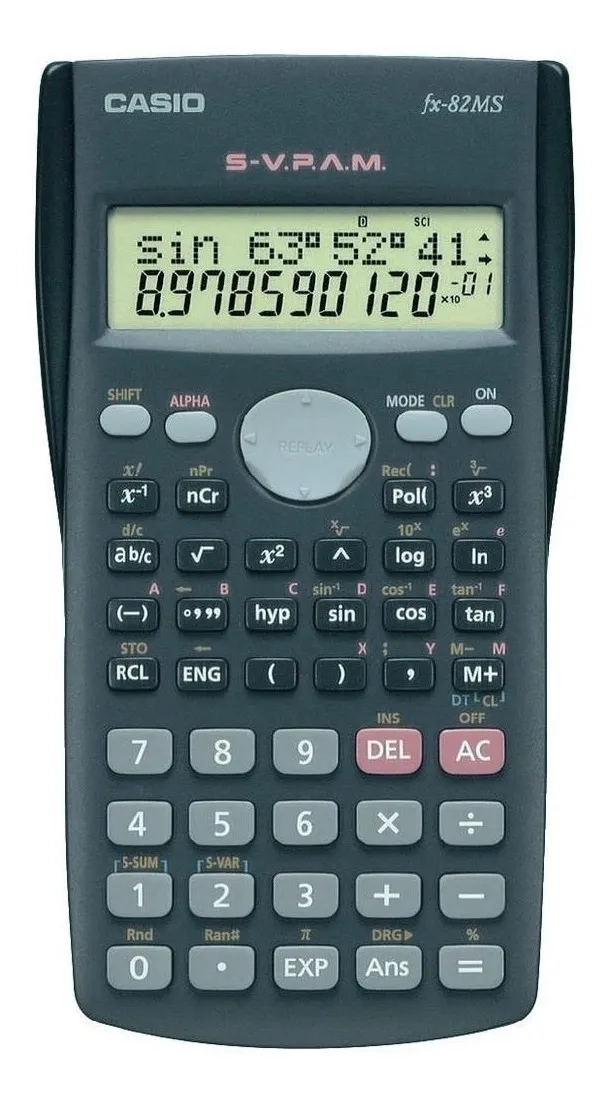 CASIO fx-82MS
S-V.P.A.M.
D SCI
sin 63°52°41
8.978590120×10⁻⁰¹
SHIFT ALPHA MODE CLR ON
REPLAY
x! nPr Rec( : ³√
x⁻¹ nCr Pol( x³
d/c ˣ√ 10ˣ eˣ e
ab/c √ x² ^ log ln
A ← B C sin⁻¹ D cos⁻¹ E tan⁻¹ F
(−) °,,, hyp sin cos tan
STO ← X ; Y M− M
RCL ENG ( ) , M+
DT CL
INS OFF
7 8 9 DEL AC
4 5 6 × ÷
S-SUM S-VAR
1 2 3 + −
Rnd Ran# π DRG▶ %
0 . EXP Ans =